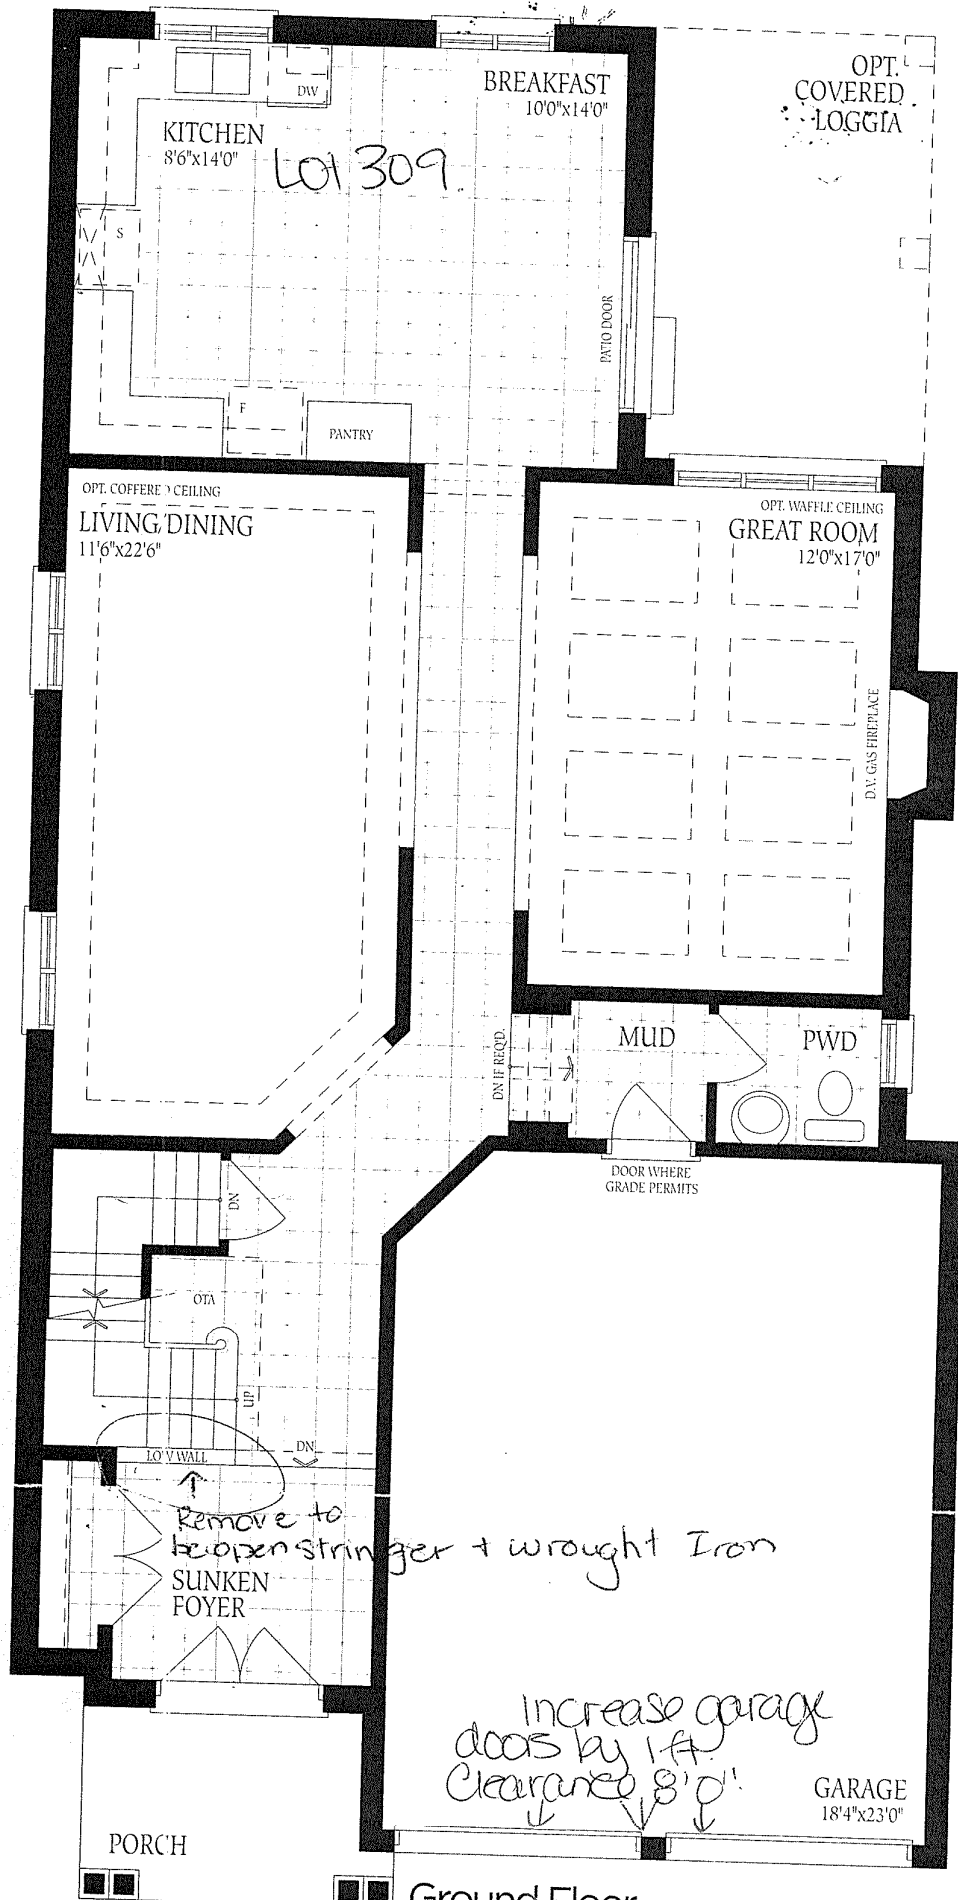 BREAKFAST
10'0"x14'0"
OPT.
COVERED
LOGGIA
DW
KITCHEN
8'6"x14'0"
Lot 309
S
PATIO DOOR
F
PANTRY
OPT. COFFERED CEILING
LIVING/DINING
11'6"x22'6"
OPT. WAFFLE CEILING
GREAT ROOM
12'0"x17'0"
D.V. GAS FIREPLACE
DN IF REQ'D.
MUD
PWD
DOOR WHERE
GRADE PERMITS
DN
OTA
UP
DN
LOW WALL
Remove to
be open stringer + wrought Iron
SUNKEN
FOYER
Increase garage
doors by 1 ft.
Clearance 8'0"
GARAGE
18'4"x23'0"
PORCH
Ground Floor